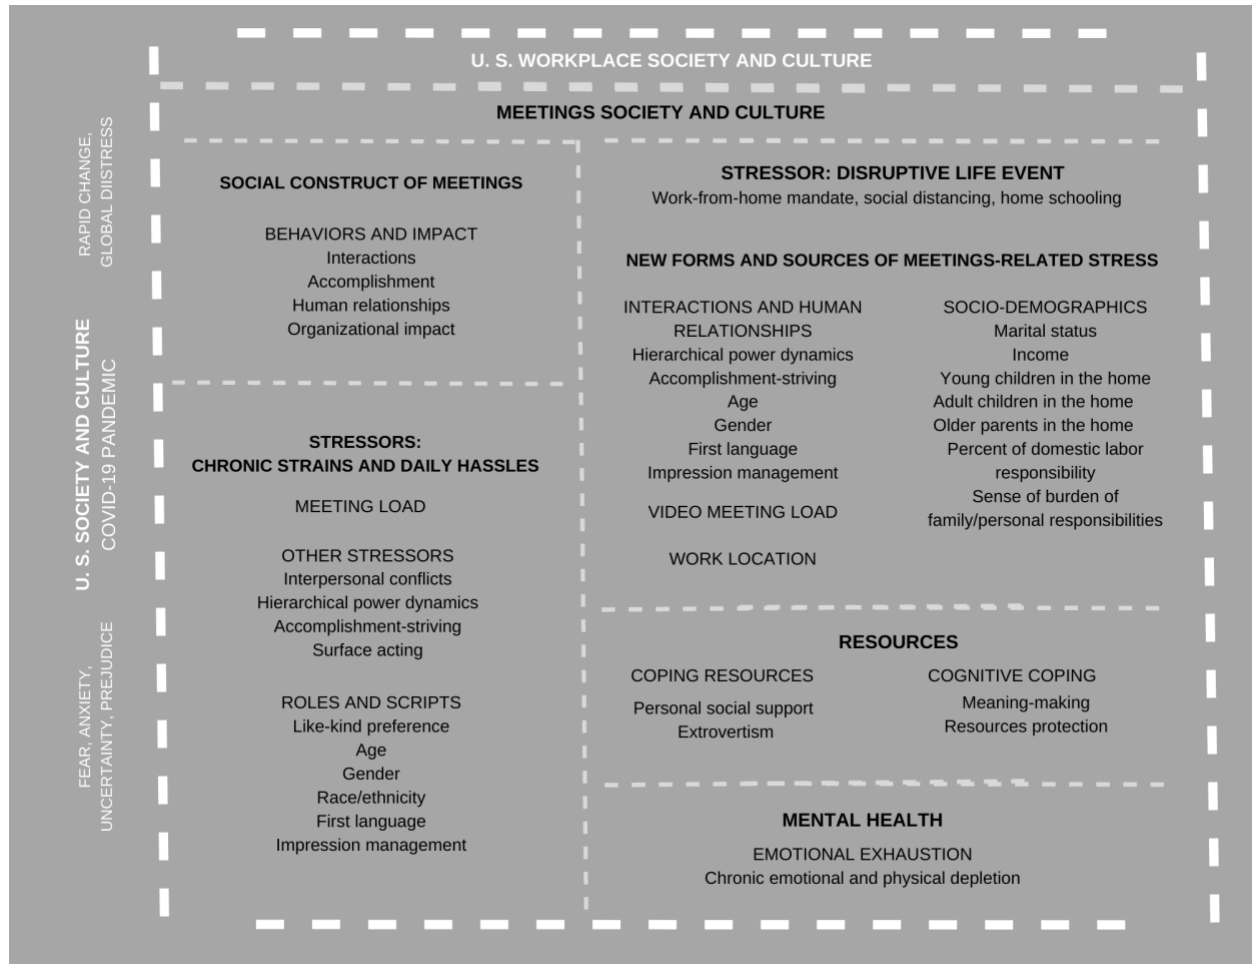 U. S. WORKPLACE SOCIETY AND CULTURE
MEETINGS SOCIETY AND CULTURE
RAPID CHANGE,
GLOBAL DIISTRESS
U. S. SOCIETY AND CULTURE
COVID-19 PANDEMIC
FEAR, ANXIETY,
UNCERTAINTY, PREJUDICE
SOCIAL CONSTRUCT OF MEETINGS
BEHAVIORS AND IMPACT
Interactions
Accomplishment
Human relationships
Organizational impact
STRESSORS:
CHRONIC STRAINS AND DAILY HASSLES
MEETING LOAD
OTHER STRESSORS
Interpersonal conflicts
Hierarchical power dynamics
Accomplishment-striving
Surface acting
ROLES AND SCRIPTS
Like-kind preference
Age
Gender
Race/ethnicity
First language
Impression management
STRESSOR: DISRUPTIVE LIFE EVENT
Work-from-home mandate, social distancing, home schooling
NEW FORMS AND SOURCES OF MEETINGS-RELATED STRESS
INTERACTIONS AND HUMAN
RELATIONSHIPS
Hierarchical power dynamics
Accomplishment-striving
Age
Gender
First language
Impression management
VIDEO MEETING LOAD
WORK LOCATION
SOCIO-DEMOGRAPHICS
Marital status
Income
Young children in the home
Adult children in the home
Older parents in the home
Percent of domestic labor
responsibility
Sense of burden of
family/personal responsibilities
RESOURCES
COPING RESOURCES
Personal social support
Extrovertism
COGNITIVE COPING
Meaning-making
Resources protection
MENTAL HEALTH
EMOTIONAL EXHAUSTION
Chronic emotional and physical depletion